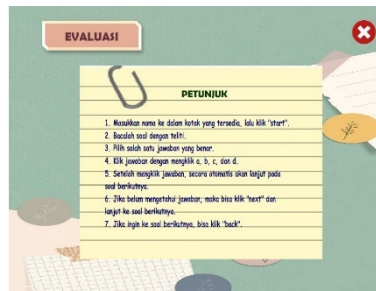 EVALUASI
PETUNJUK
1. Masukkan nama ke dalam kotak yang tersedia, lalu klik "start".
2. Bacalah soal dengan teliti.
3. Pilih salah satu jawaban yang benar.
4. Klik jawaban dengan mengklik a, b, c, dan d.
5. Setelah mengklik jawaban, secara otomatis akan lanjut pada
soal berikutnya.
6. Jika belum mengetahui jawaban, maka bisa klik "next" dan
lanjut ke soal berikutnya.
7. Jika ingin ke soal berikutnya, bisa klik "back".